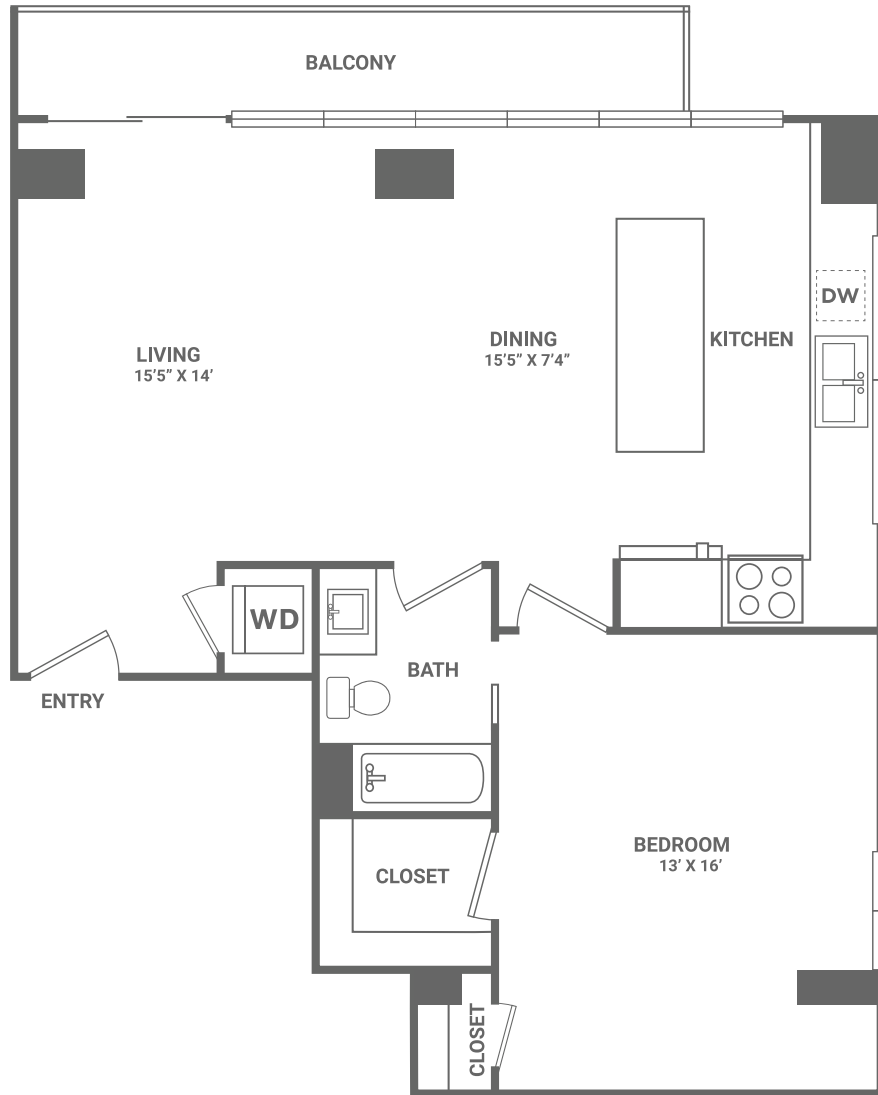 BALCONY
DW
DINING
15’5” X 7’4”
KITCHEN
LIVING
15’5” X 14’
WD
BATH
ENTRY
BEDROOM
13’ X 16’
CLOSET
CLOSET